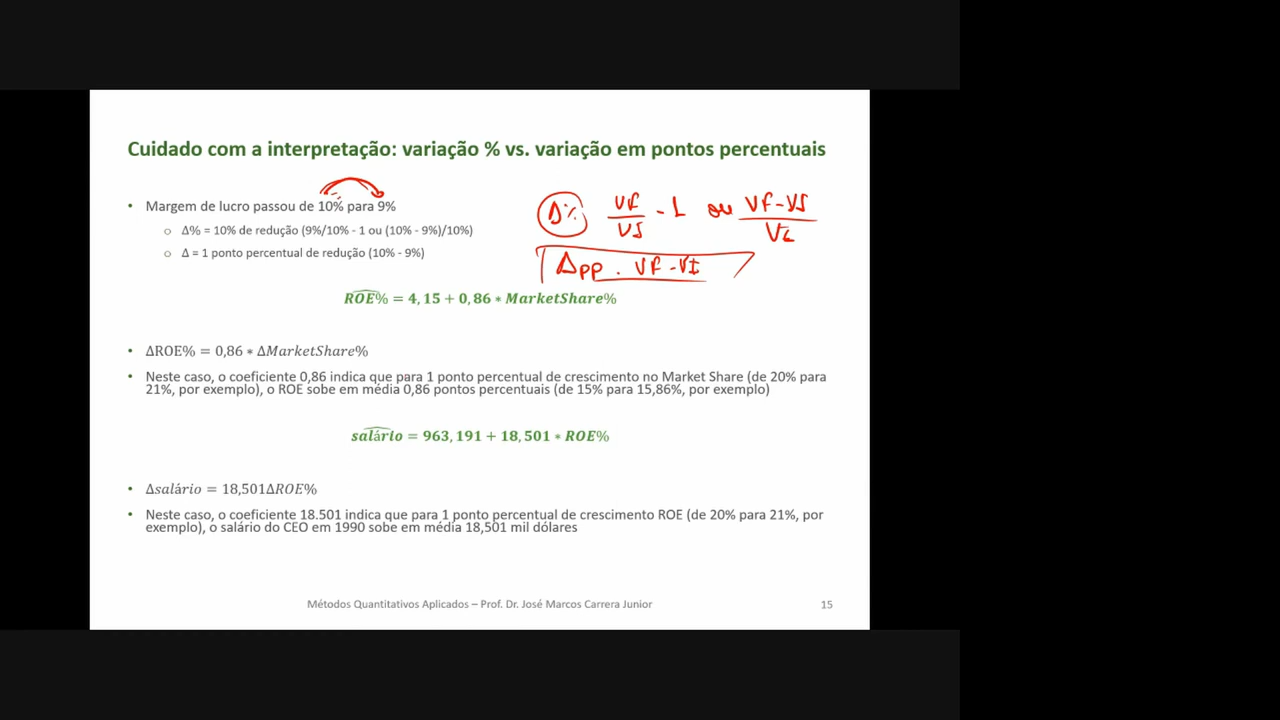 Cuidado com a interpretação: variação % vs. variação em pontos percentuais
• Margem de lucro passou de 10% para 9%
○ Δ% = 10% de redução (9%/10% - 1 ou (10% - 9%)/10%)
○ Δ = 1 ponto percentual de redução (10% - 9%)
Δ% VF/VI - 1 ou VF-VI/VI
Δpp. VF-VI
ROE% = 4,15 + 0,86 ∗ MarketShare%
• ΔROE% = 0,86 ∗ ΔMarketShare%
• Neste caso, o coeficiente 0,86 indica que para 1 ponto percentual de crescimento no Market Share (de 20% para
21%, por exemplo), o ROE sobe em média 0,86 pontos percentuais (de 15% para 15,86%, por exemplo)
salário = 963,191 + 18,501 ∗ ROE%
• Δsalário = 18,501ΔROE%
• Neste caso, o coeficiente 18.501 indica que para 1 ponto percentual de crescimento ROE (de 20% para 21%, por
exemplo), o salário do CEO em 1990 sobe em média 18,501 mil dólares
Métodos Quantitativos Aplicados – Prof. Dr. José Marcos Carrera Junior
15